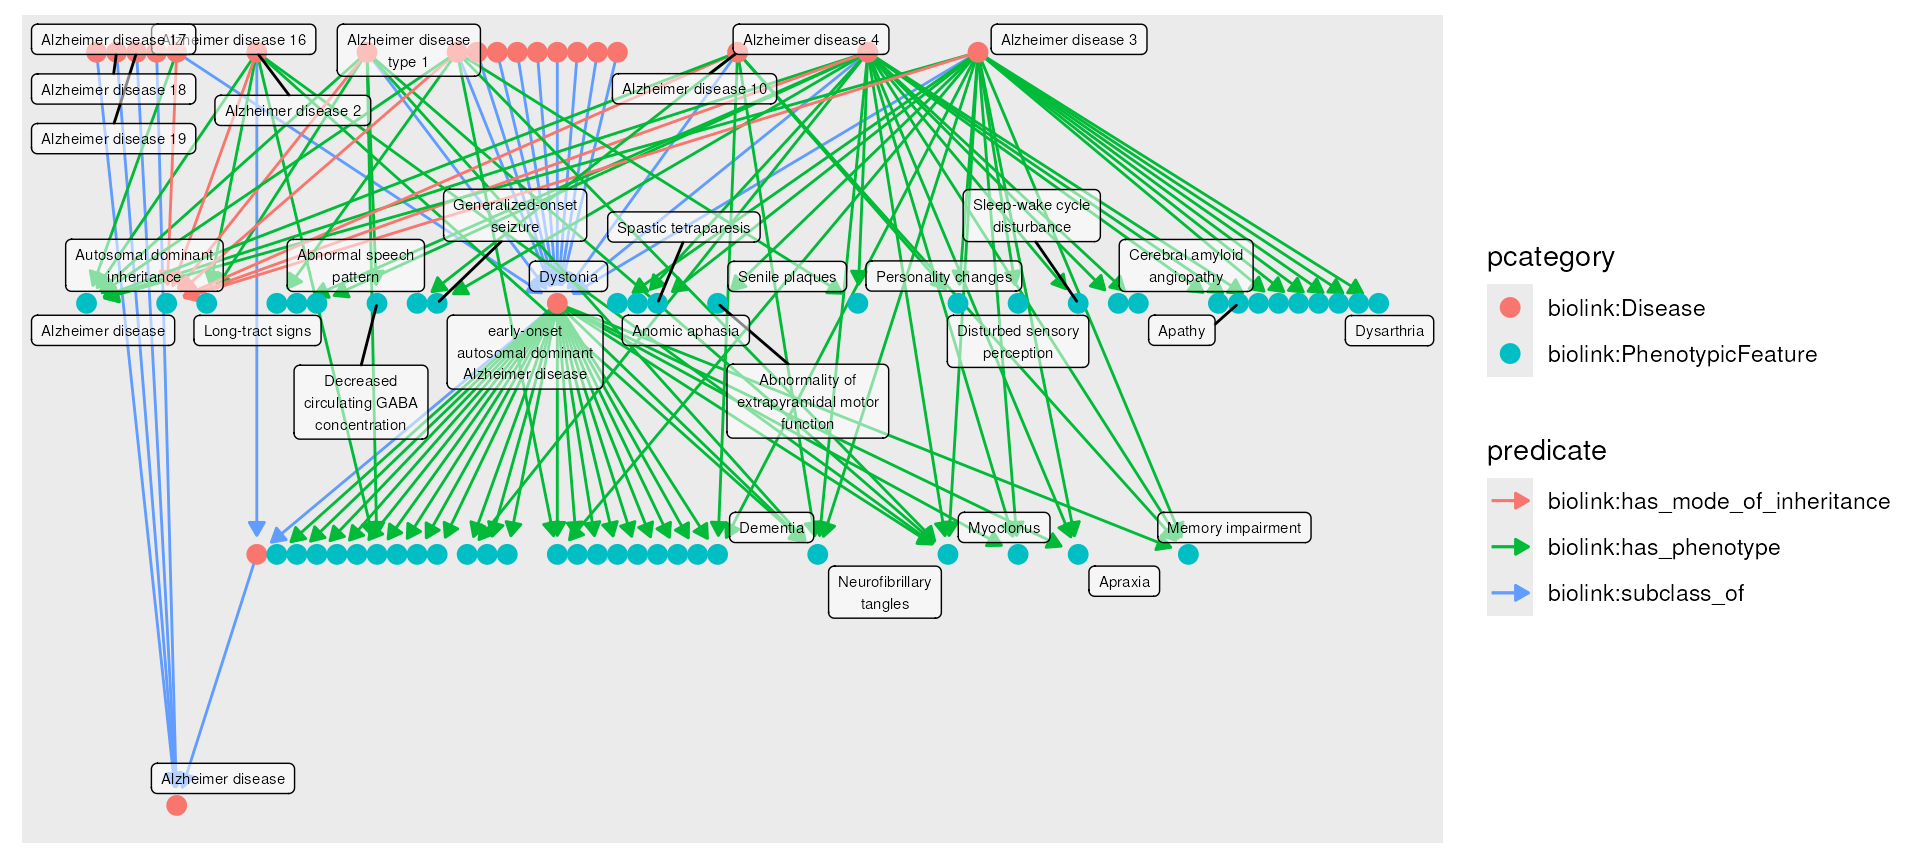 Alzheimer disease 17
Alzheimer disease 16
Alzheimer disease
type 1
Alzheimer disease 4
Alzheimer disease 3
Alzheimer disease 18
Alzheimer disease 2
Alzheimer disease 10
Alzheimer disease 19
Generalized-onset
seizure
Spastic tetraparesis
Sleep-wake cycle
disturbance
Autosomal dominant
inheritance
Abnormal speech
pattern
Dystonia
Senile plaques
Personality changes
Cerebral amyloid
angiopathy
Alzheimer disease
Long-tract signs
early-onset
autosomal dominant
Alzheimer disease
Anomic aphasia
Disturbed sensory
perception
Apathy
Dysarthria
Decreased
circulating GABA
concentration
Abnormality of
extrapyramidal motor
function
Dementia
Myoclonus
Memory impairment
Neurofibrillary
tangles
Apraxia
Alzheimer disease
pcategory
biolink:Disease
biolink:PhenotypicFeature
predicate
biolink:has_mode_of_inheritance
biolink:has_phenotype
biolink:subclass_of